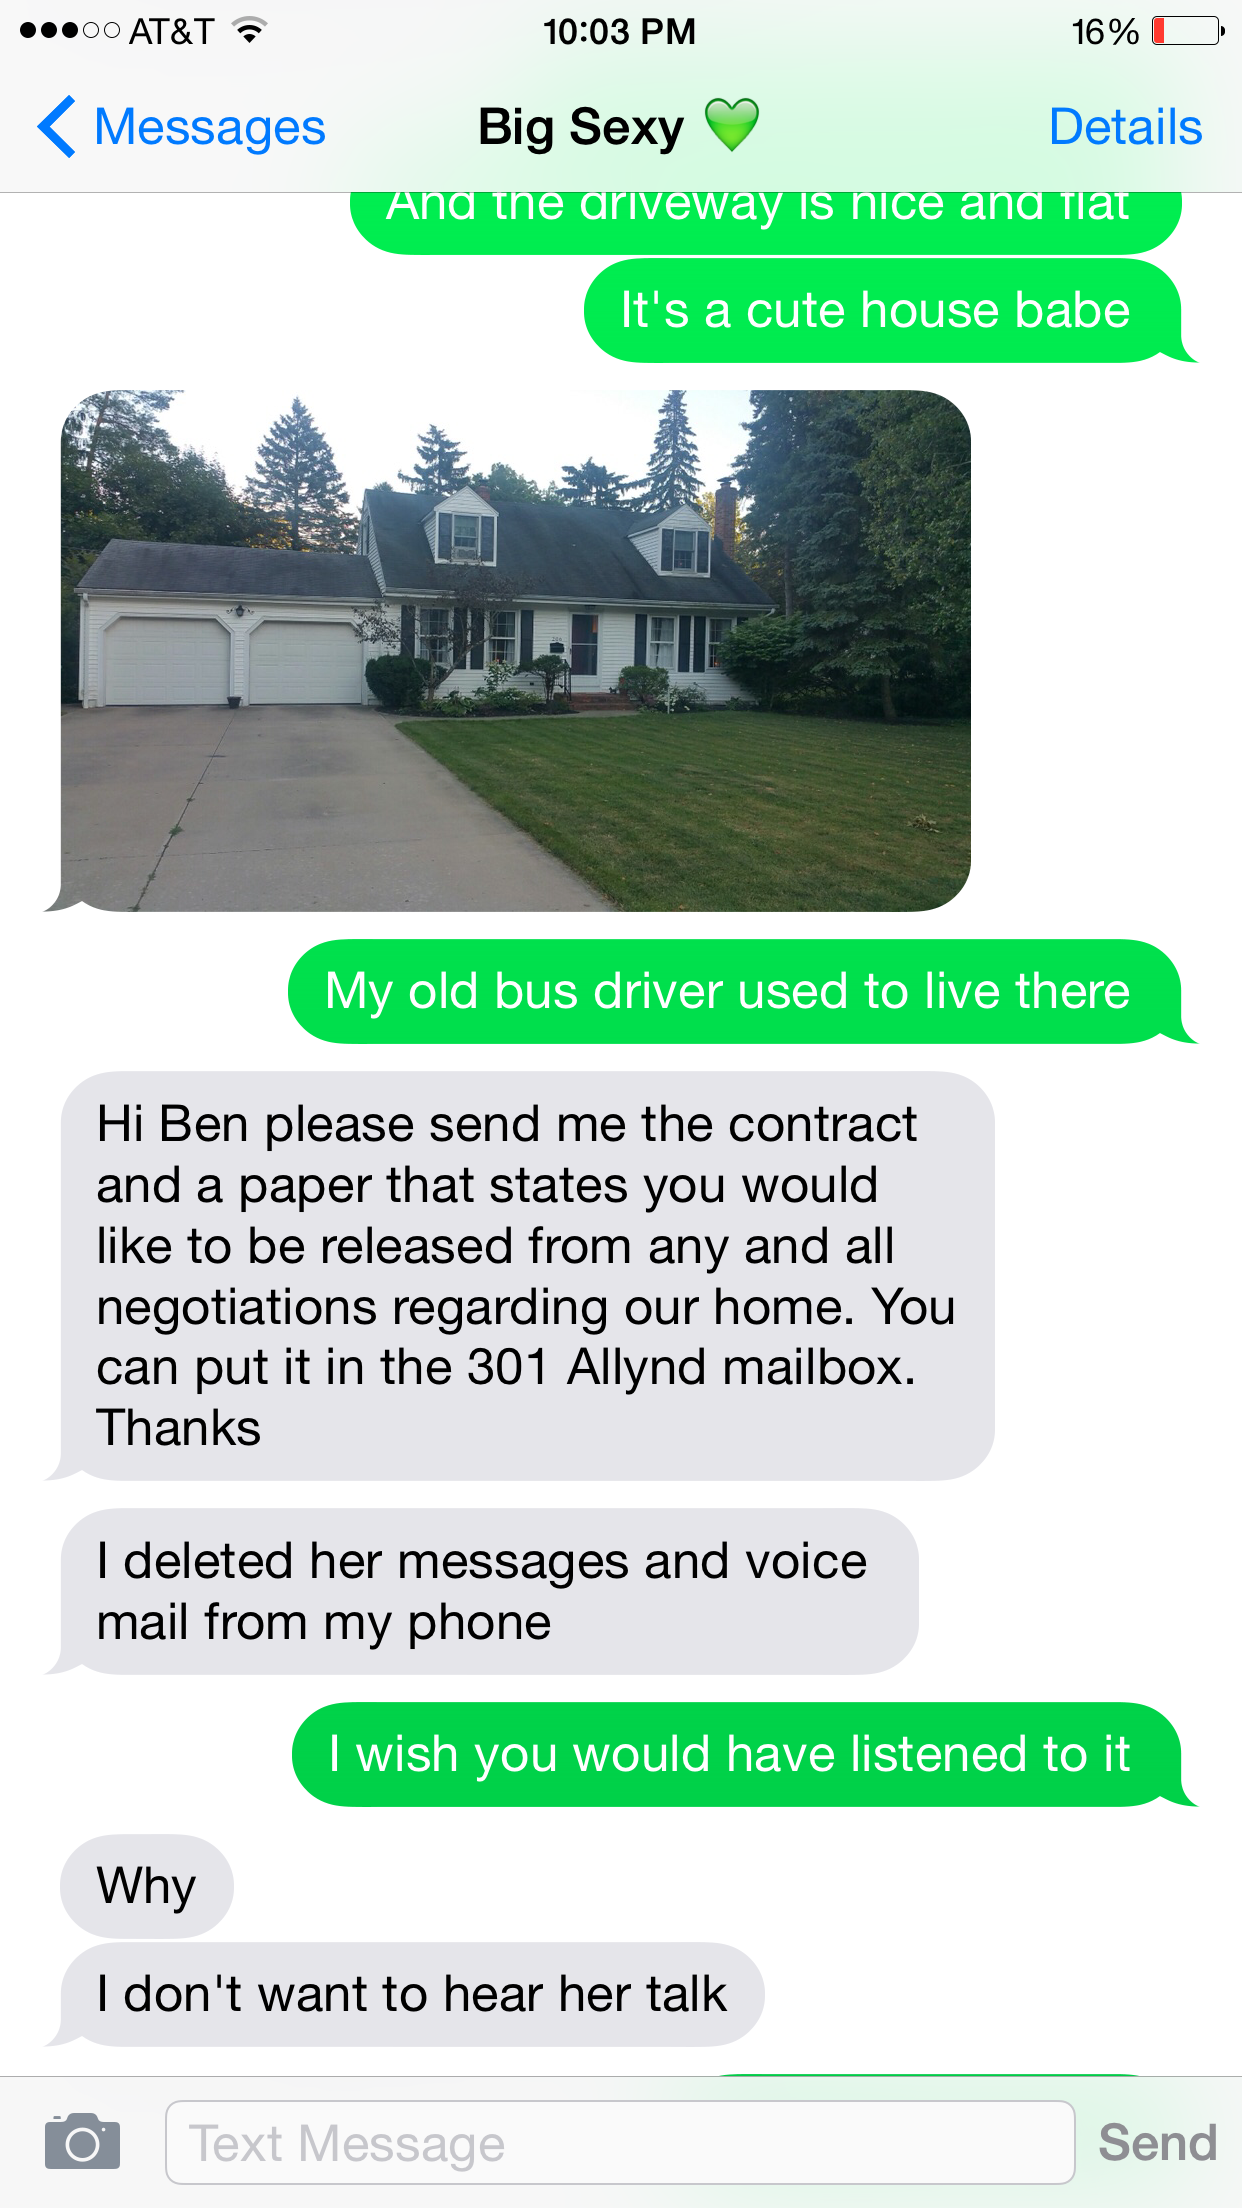 AT&T 10:03 PM 16%
Messages Big Sexy 💚 Details
And the driveway is nice and flat
It's a cute house babe
My old bus driver used to live there
Hi Ben please send me the contract
and a paper that states you would
like to be released from any and all
negotiations regarding our home. You
can put it in the 301 Allynd mailbox.
Thanks
I deleted her messages and voice
mail from my phone
I wish you would have listened to it
Why
I don't want to hear her talk
Text Message Send